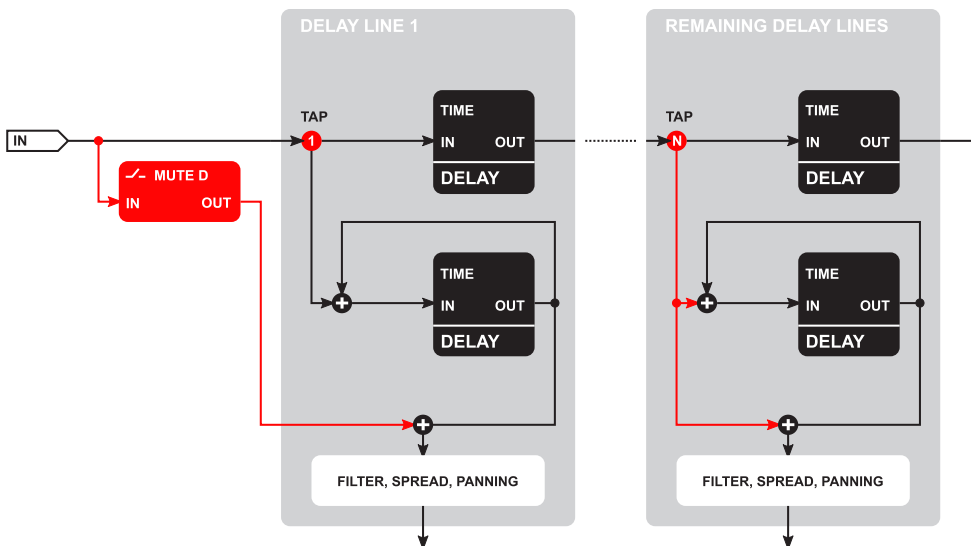 DELAY LINE 1
REMAINING DELAY LINES
TIME
TIME
TAP
TAP
IN
1
IN OUT
N
IN OUT
MUTE D
DELAY
DELAY
IN OUT
TIME
TIME
IN OUT
IN OUT
DELAY
DELAY
FILTER, SPREAD, PANNING
FILTER, SPREAD, PANNING